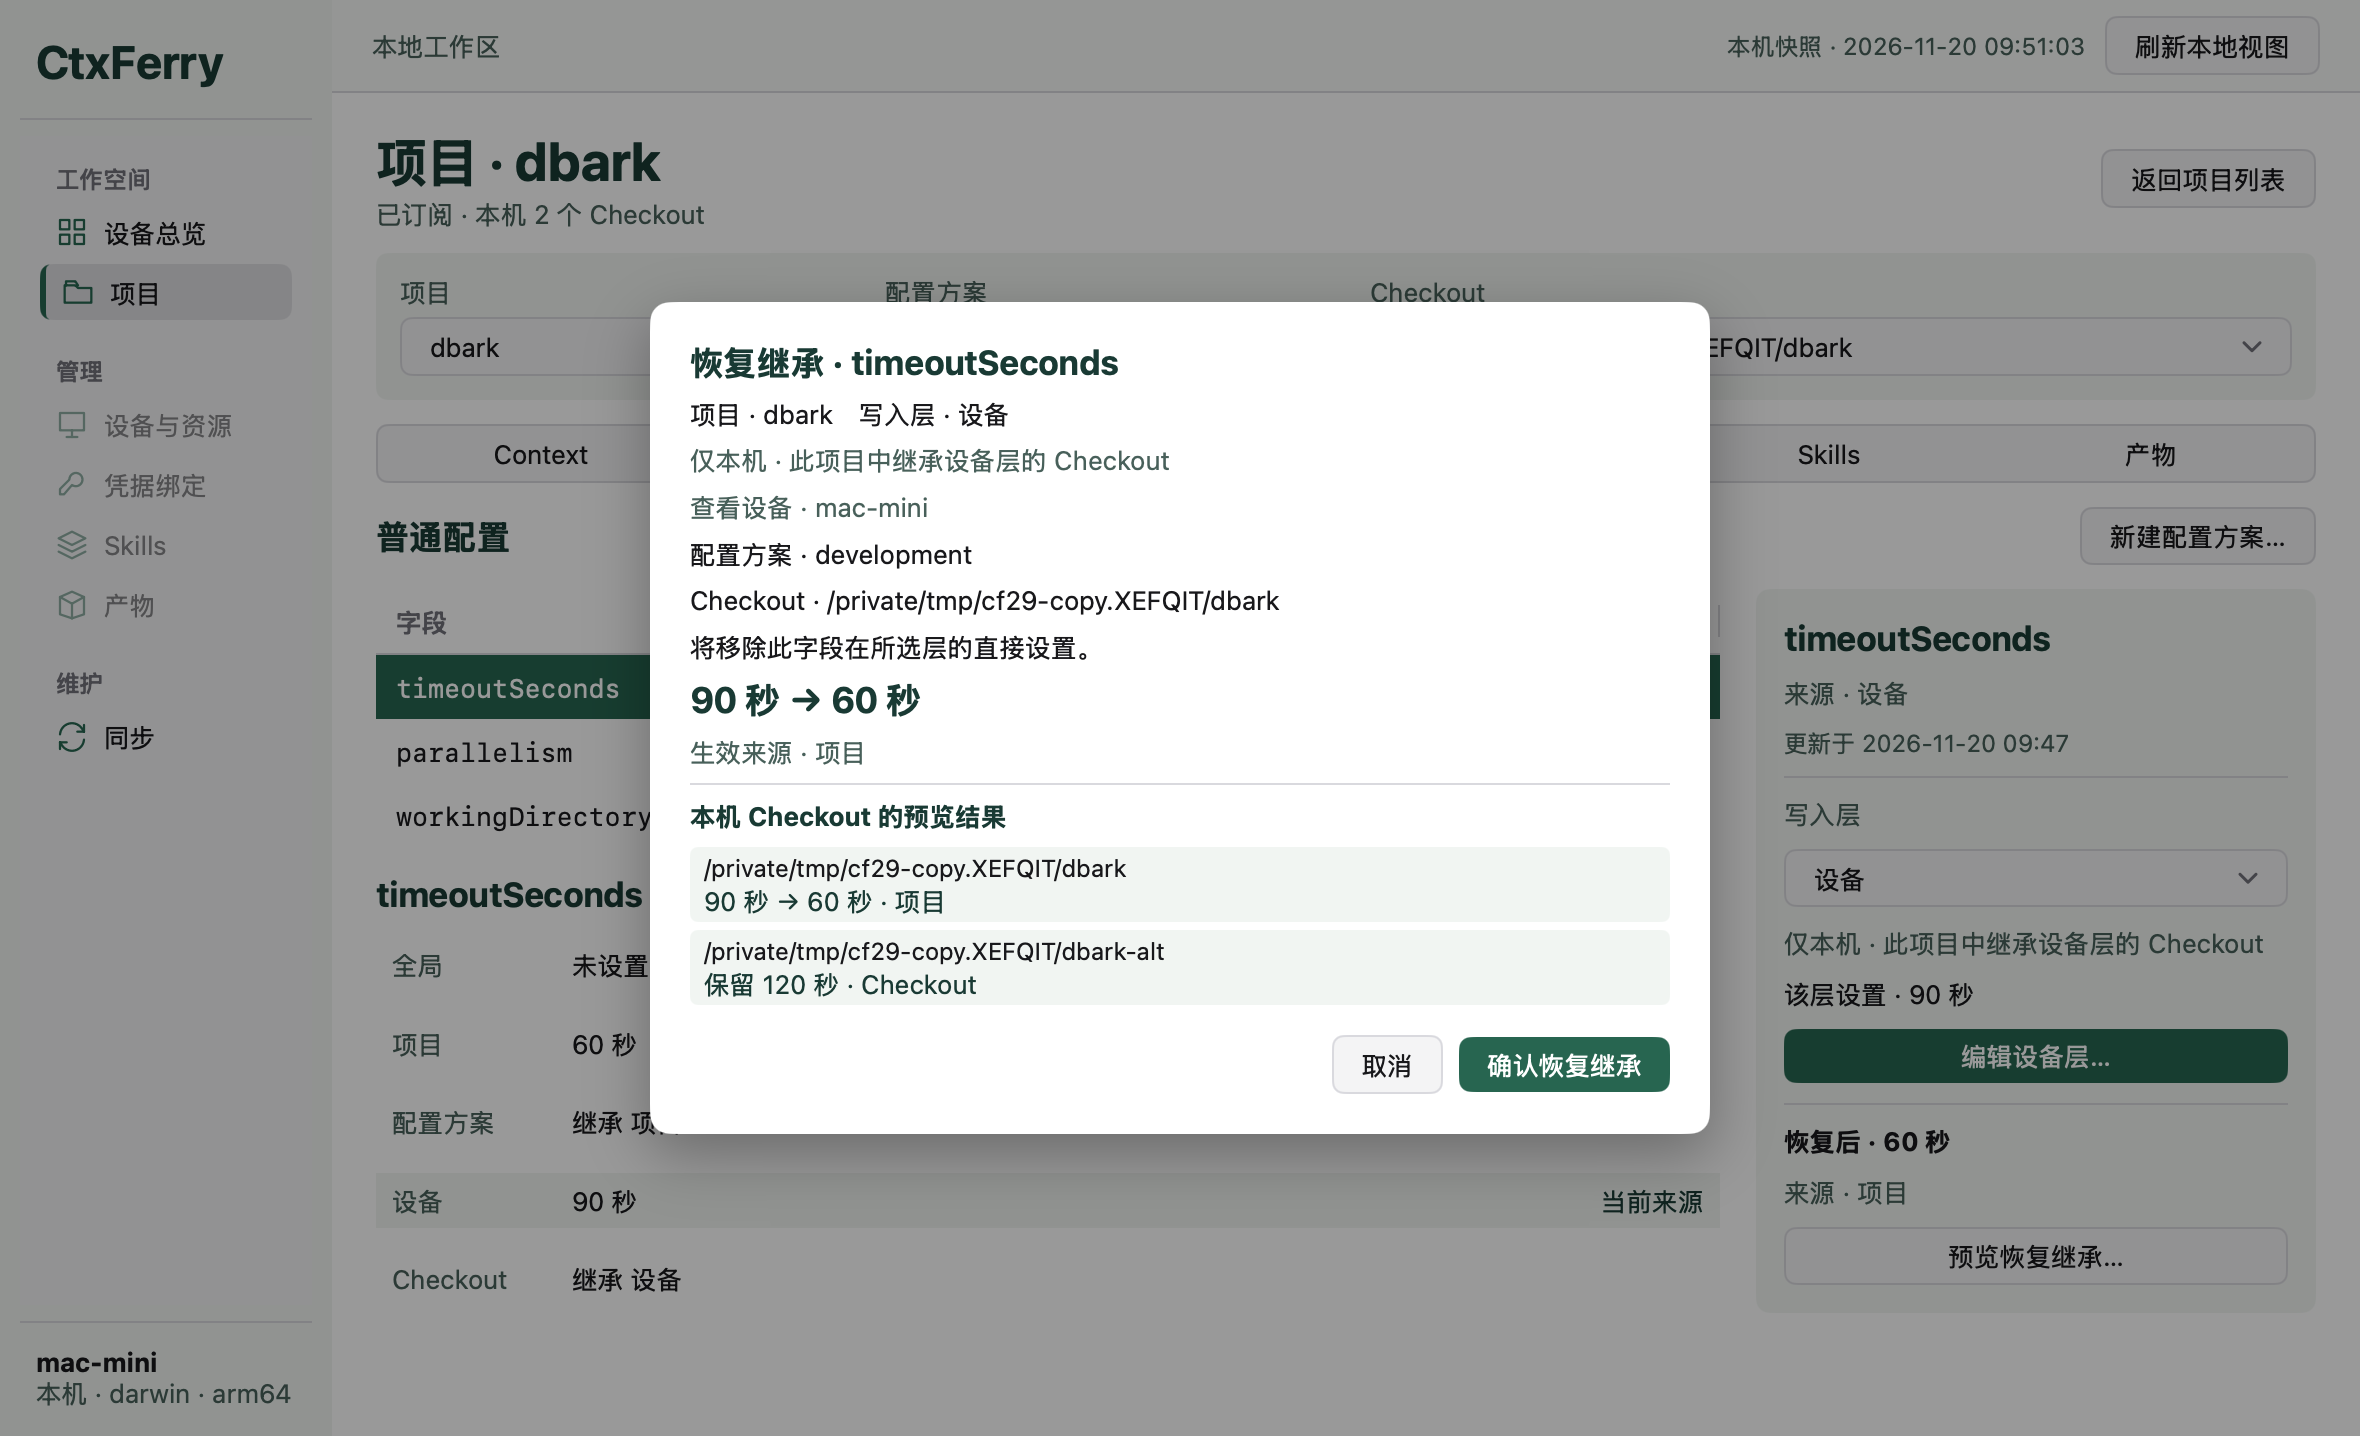 CtxFerry
工作空间
设备总览
项目
管理
设备与资源
凭据绑定
Skills
产物
维护
同步
mac-mini
本机 · darwin · arm64
本地工作区
本机快照 · 2026-11-20 09:51:03
刷新本地视图
项目 · dbark
已订阅 · 本机 2 个 Checkout
返回项目列表
项目
配置方案
Checkout
dbark
EFQIT/dbark
Context
Skills
产物
普通配置
新建配置方案...
字段
timeoutSeconds
parallelism
workingDirectory
timeoutSeconds
全局
未设置
项目
60 秒
配置方案
继承 项
设备
90 秒
当前来源
Checkout
继承 设备
timeoutSeconds
来源 · 设备
更新于 2026-11-20 09:47
写入层
设备
仅本机 · 此项目中继承设备层的 Checkout
该层设置 · 90 秒
编辑设备层...
恢复后 · 60 秒
来源 · 项目
预览恢复继承...
恢复继承 · timeoutSeconds
项目 · dbark 写入层 · 设备
仅本机 · 此项目中继承设备层的 Checkout
查看设备 · mac-mini
配置方案 · development
Checkout · /private/tmp/cf29-copy.XEFQIT/dbark
将移除此字段在所选层的直接设置。
90 秒 → 60 秒
生效来源 · 项目
本机 Checkout 的预览结果
/private/tmp/cf29-copy.XEFQIT/dbark
90 秒 → 60 秒 · 项目
/private/tmp/cf29-copy.XEFQIT/dbark-alt
保留 120 秒 · Checkout
取消
确认恢复继承